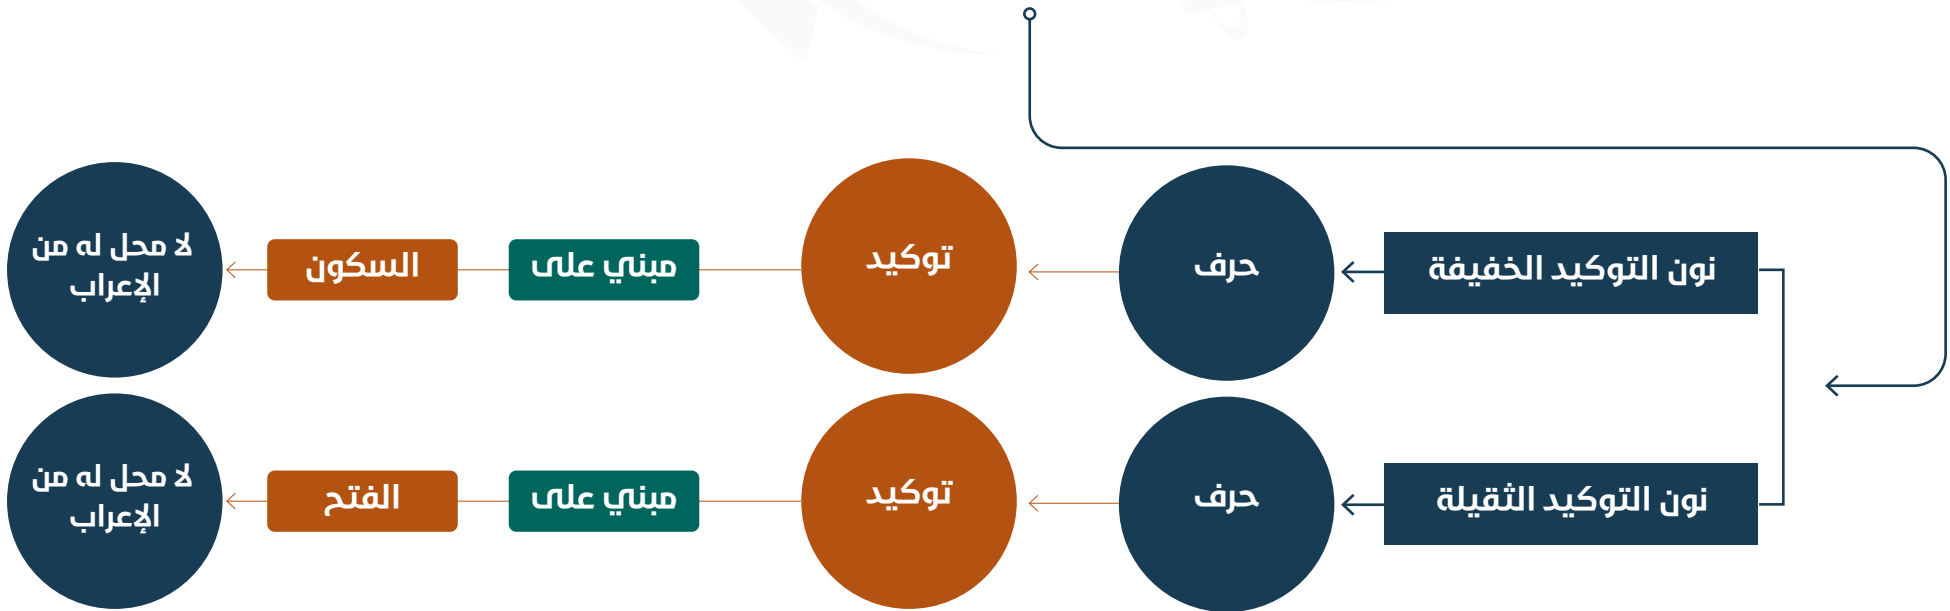 نون التوكيد الخفيفة
حرف
توكيد
مبني على
السكون
لا محل له من
الإعراب
نون التوكيد الثقيلة
حرف
توكيد
مبني على
الفتح
لا محل له من
الإعراب